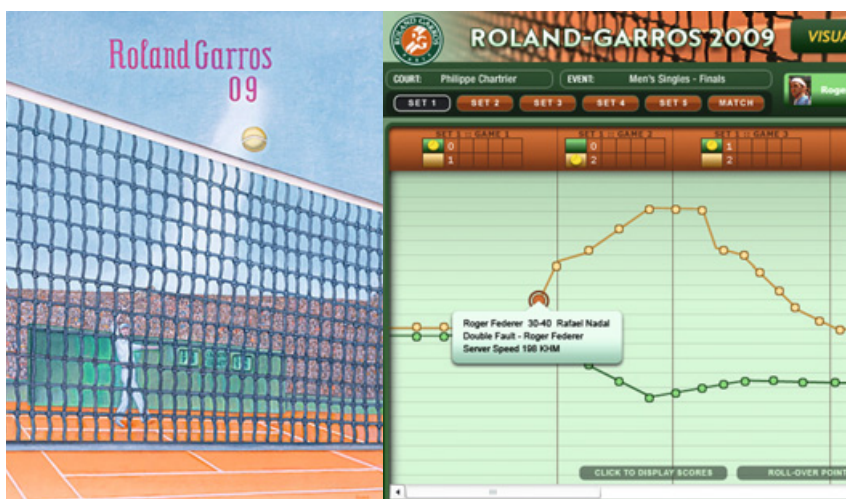 Roland Garros
09
ROLAND-GARROS 2009
VISUA
COURT: Philippe Chartrier
EVENT: Men's Singles - Finals
Roge
SET 1
SET 2
SET 3
SET 4
SET 5
MATCH
SET 1 :: GAME 1
0
1
SET 1 :: GAME 2
0
2
SET 1 :: GAME 3
1
2
Roger Federer 30-40 Rafael Nadal
Double Fault - Roger Federer
Server Speed 198 KHM
CLICK TO DISPLAY SCORES
ROLL-OVER POINT